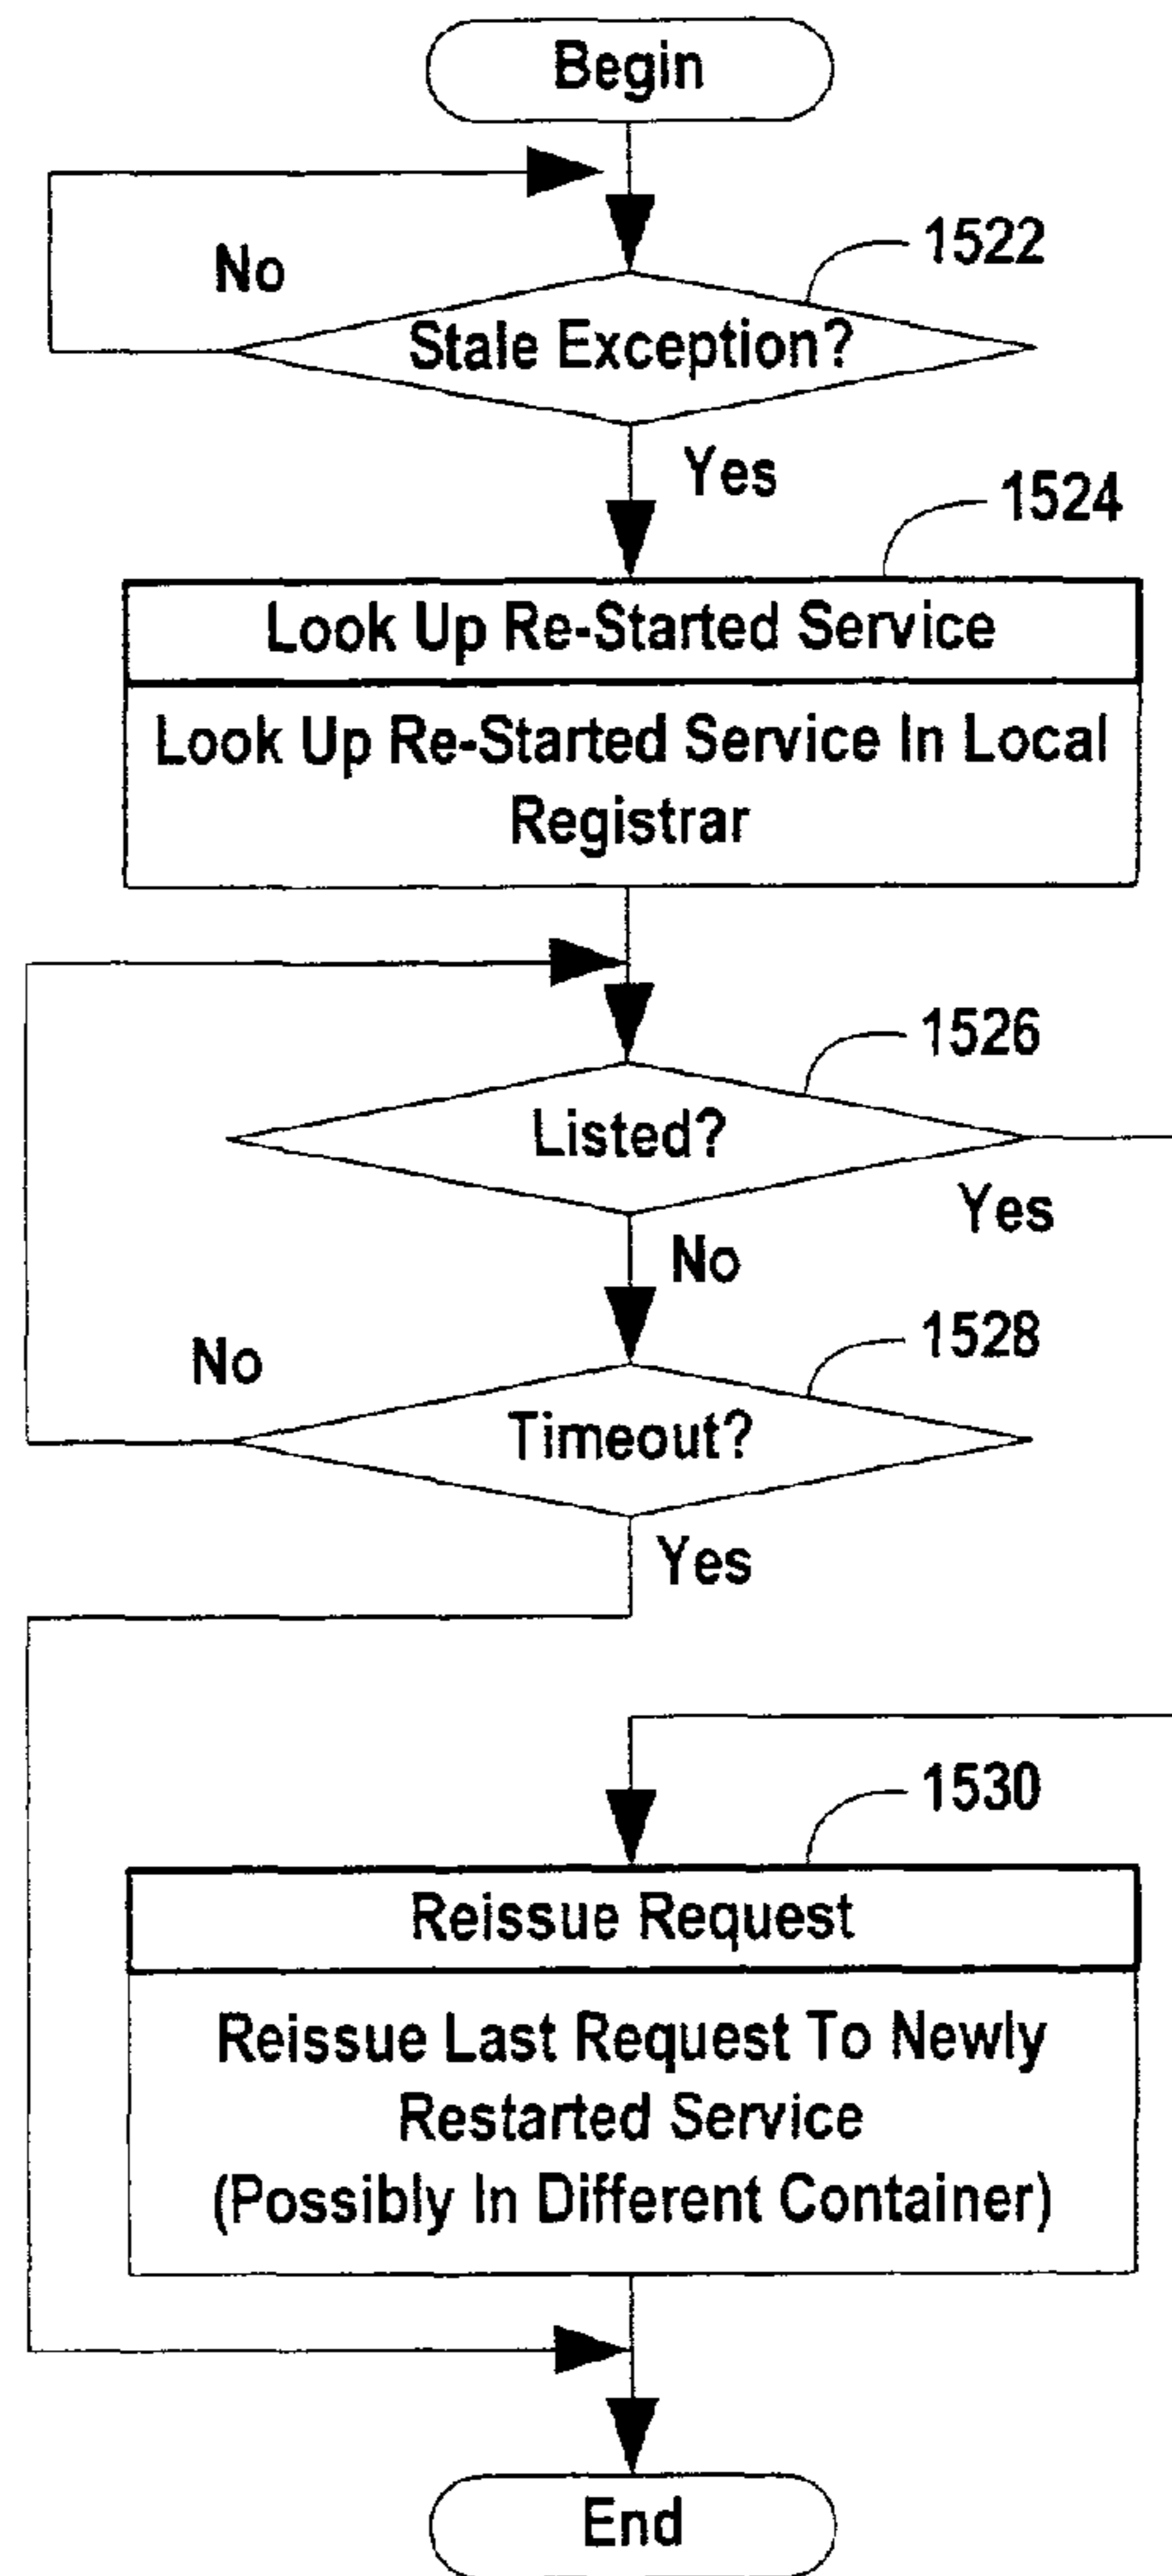 Begin
No
1522
Stale Exception?
Yes
1524
Look Up Re-Started Service
Look Up Re-Started Service In Local
Registrar
1526
Listed?
Yes
No
No
1528
Timeout?
Yes
1530
Reissue Request
Reissue Last Request To Newly
Restarted Service
(Possibly In Different Container)
End